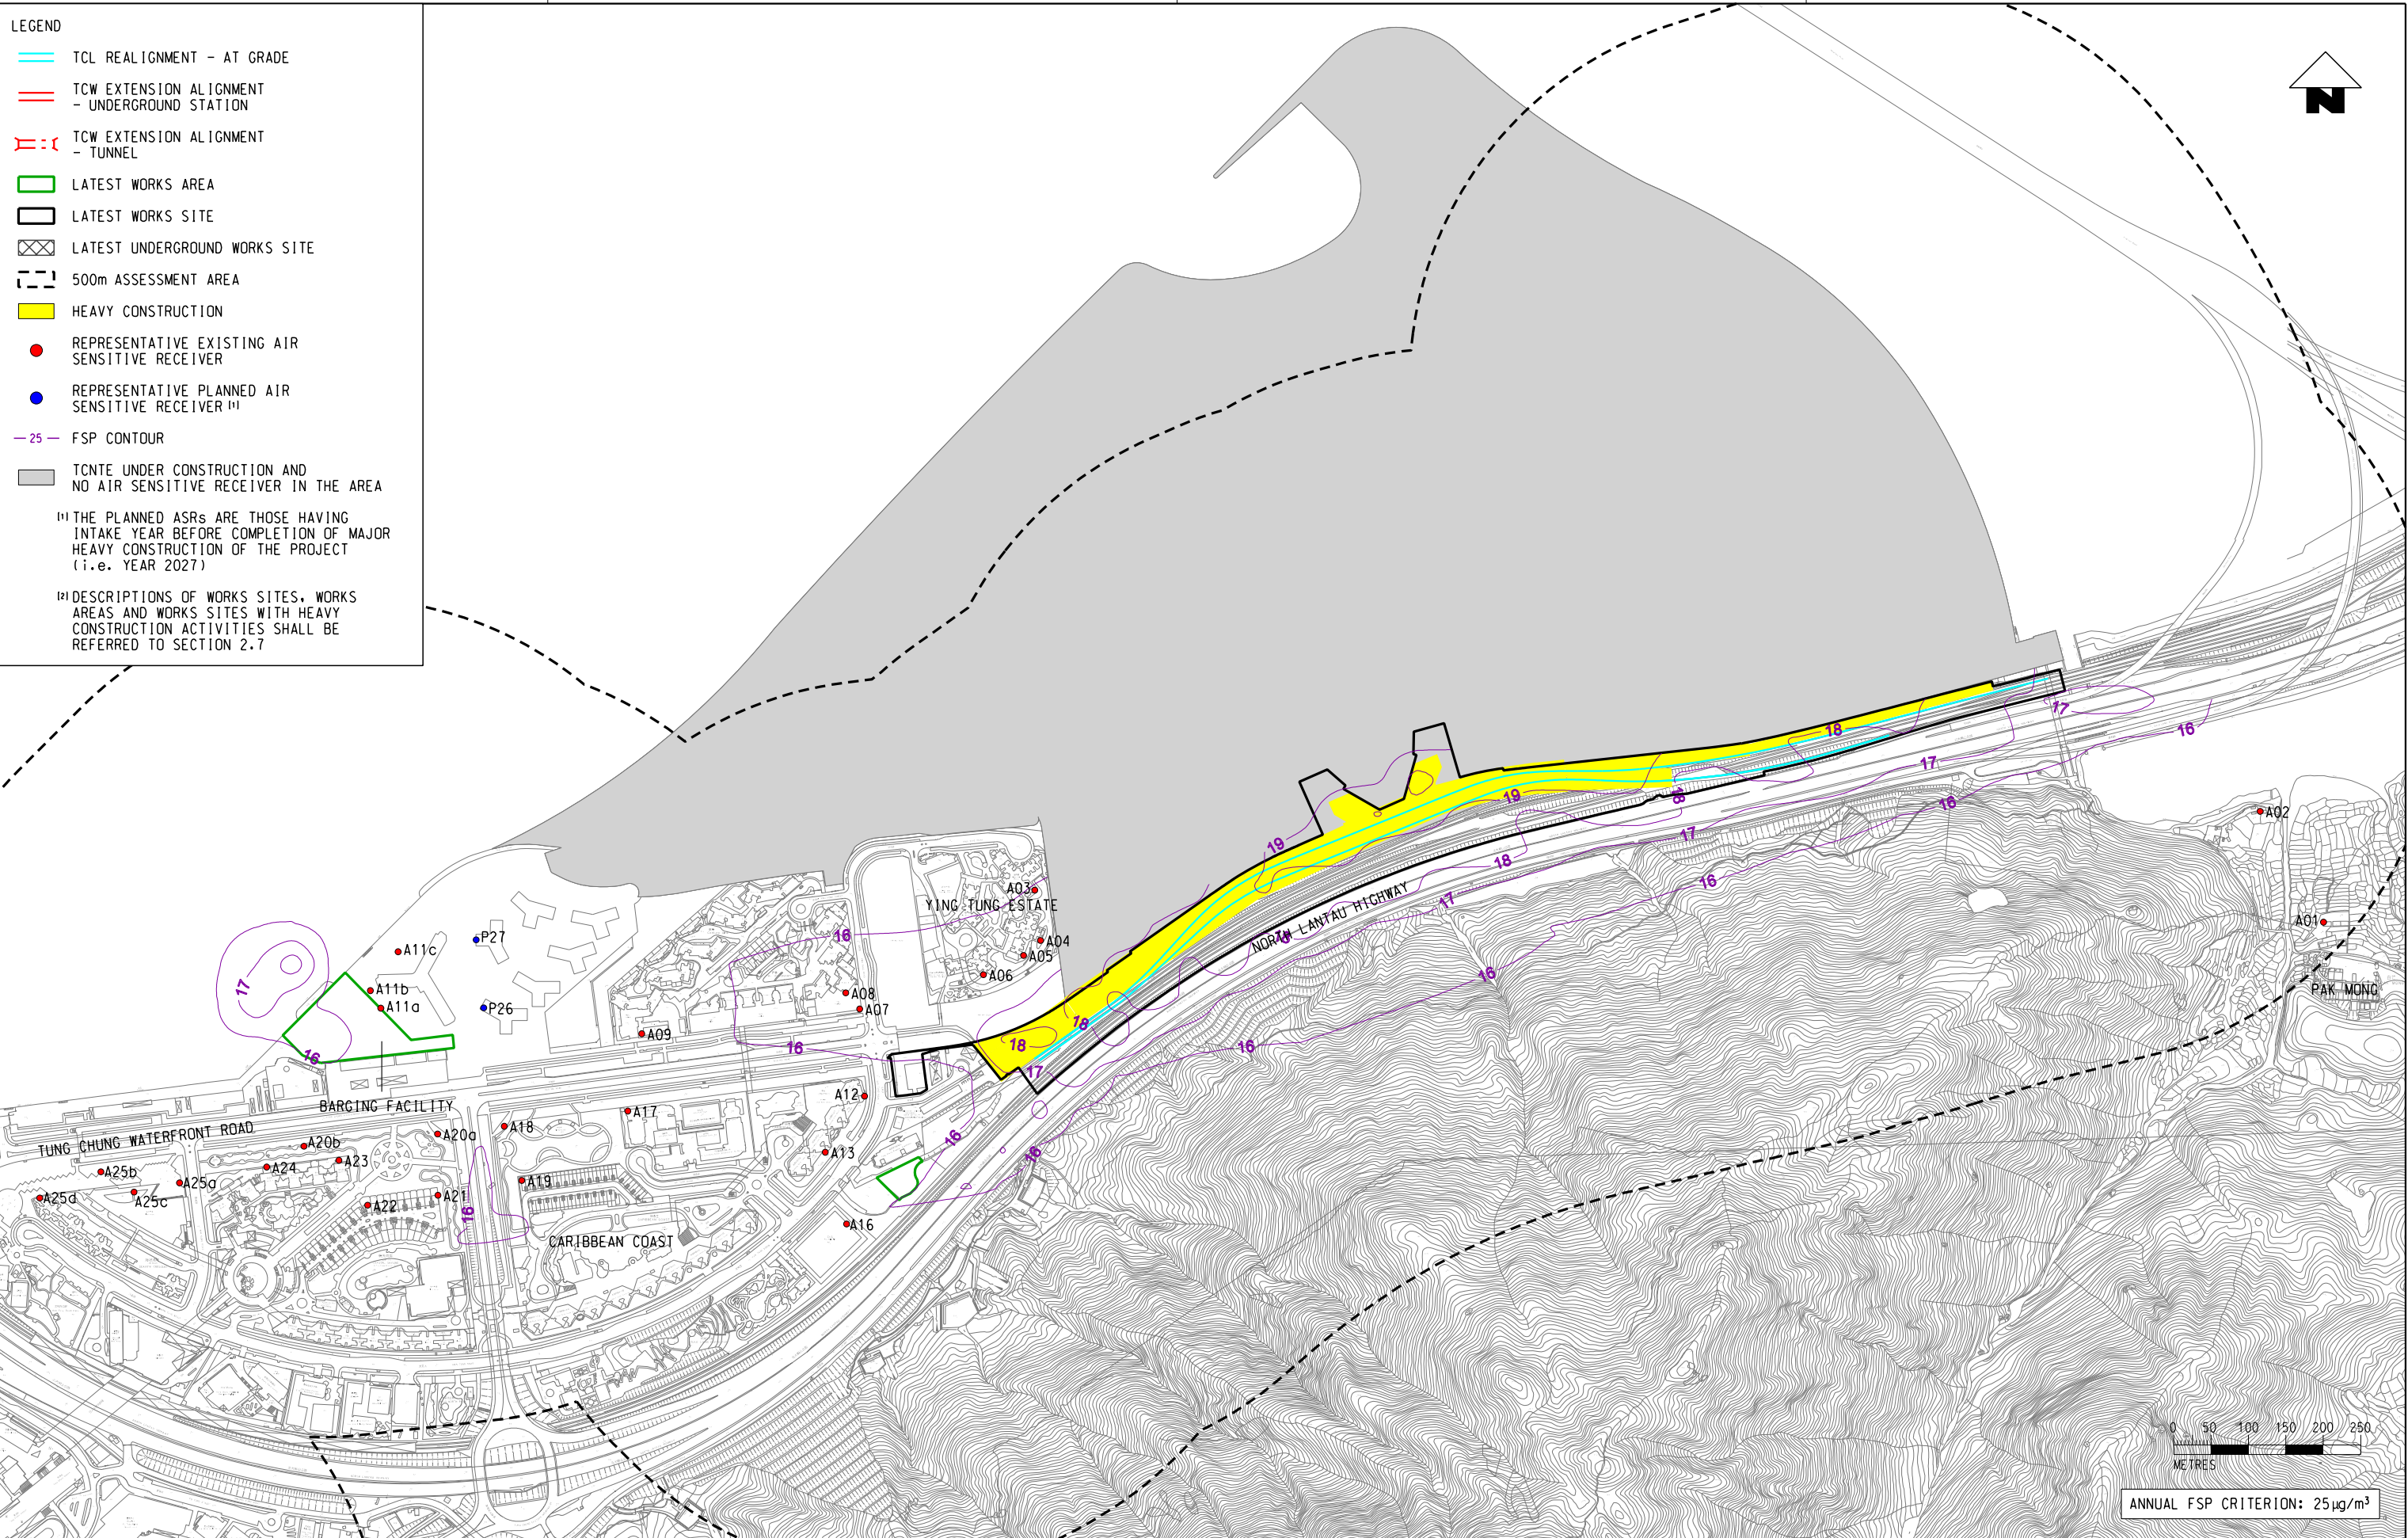 LEGEND
TCL REALIGNMENT - AT GRADE
TCW EXTENSION ALIGNMENT
- UNDERGROUND STATION
TCW EXTENSION ALIGNMENT
- TUNNEL
LATEST WORKS AREA
LATEST WORKS SITE
LATEST UNDERGROUND WORKS SITE
500m ASSESSMENT AREA
HEAVY CONSTRUCTION
REPRESENTATIVE EXISTING AIR
SENSITIVE RECEIVER
REPRESENTATIVE PLANNED AIR
SENSITIVE RECEIVER [1]
25 FSP CONTOUR
TCNTE UNDER CONSTRUCTION AND
NO AIR SENSITIVE RECEIVER IN THE AREA
[1] THE PLANNED ASRs ARE THOSE HAVING
INTAKE YEAR BEFORE COMPLETION OF MAJOR
HEAVY CONSTRUCTION OF THE PROJECT
(i.e. YEAR 2027)
[2] DESCRIPTIONS OF WORKS SITES, WORKS
AREAS AND WORKS SITES WITH HEAVY
CONSTRUCTION ACTIVITIES SHALL BE
REFERRED TO SECTION 2.7
N
17
16
18
17
18
19
16
18
A02
17
19
18
16
A03
YING TUNG ESTATE
17
NORTH LANTAU HIGHWAY
A01
16
P27
A04
A11c
A05
A06
16
17
A11b
A08
PAK MONG
A11a
P26
A07
18
A09
18
16
16
16
17
A12
BARGING FACILITY
A17
TUNG CHUNG WATERFRONT ROAD
A18
A20a
16
A20b
A13
16
A23
A24
A25b
A25a
A19
A25d
A25c
A21
A22
16
A16
CARIBBEAN COAST
0 50 100 150 200 250
METRES
ANNUAL FSP CRITERION: 25μg/m³